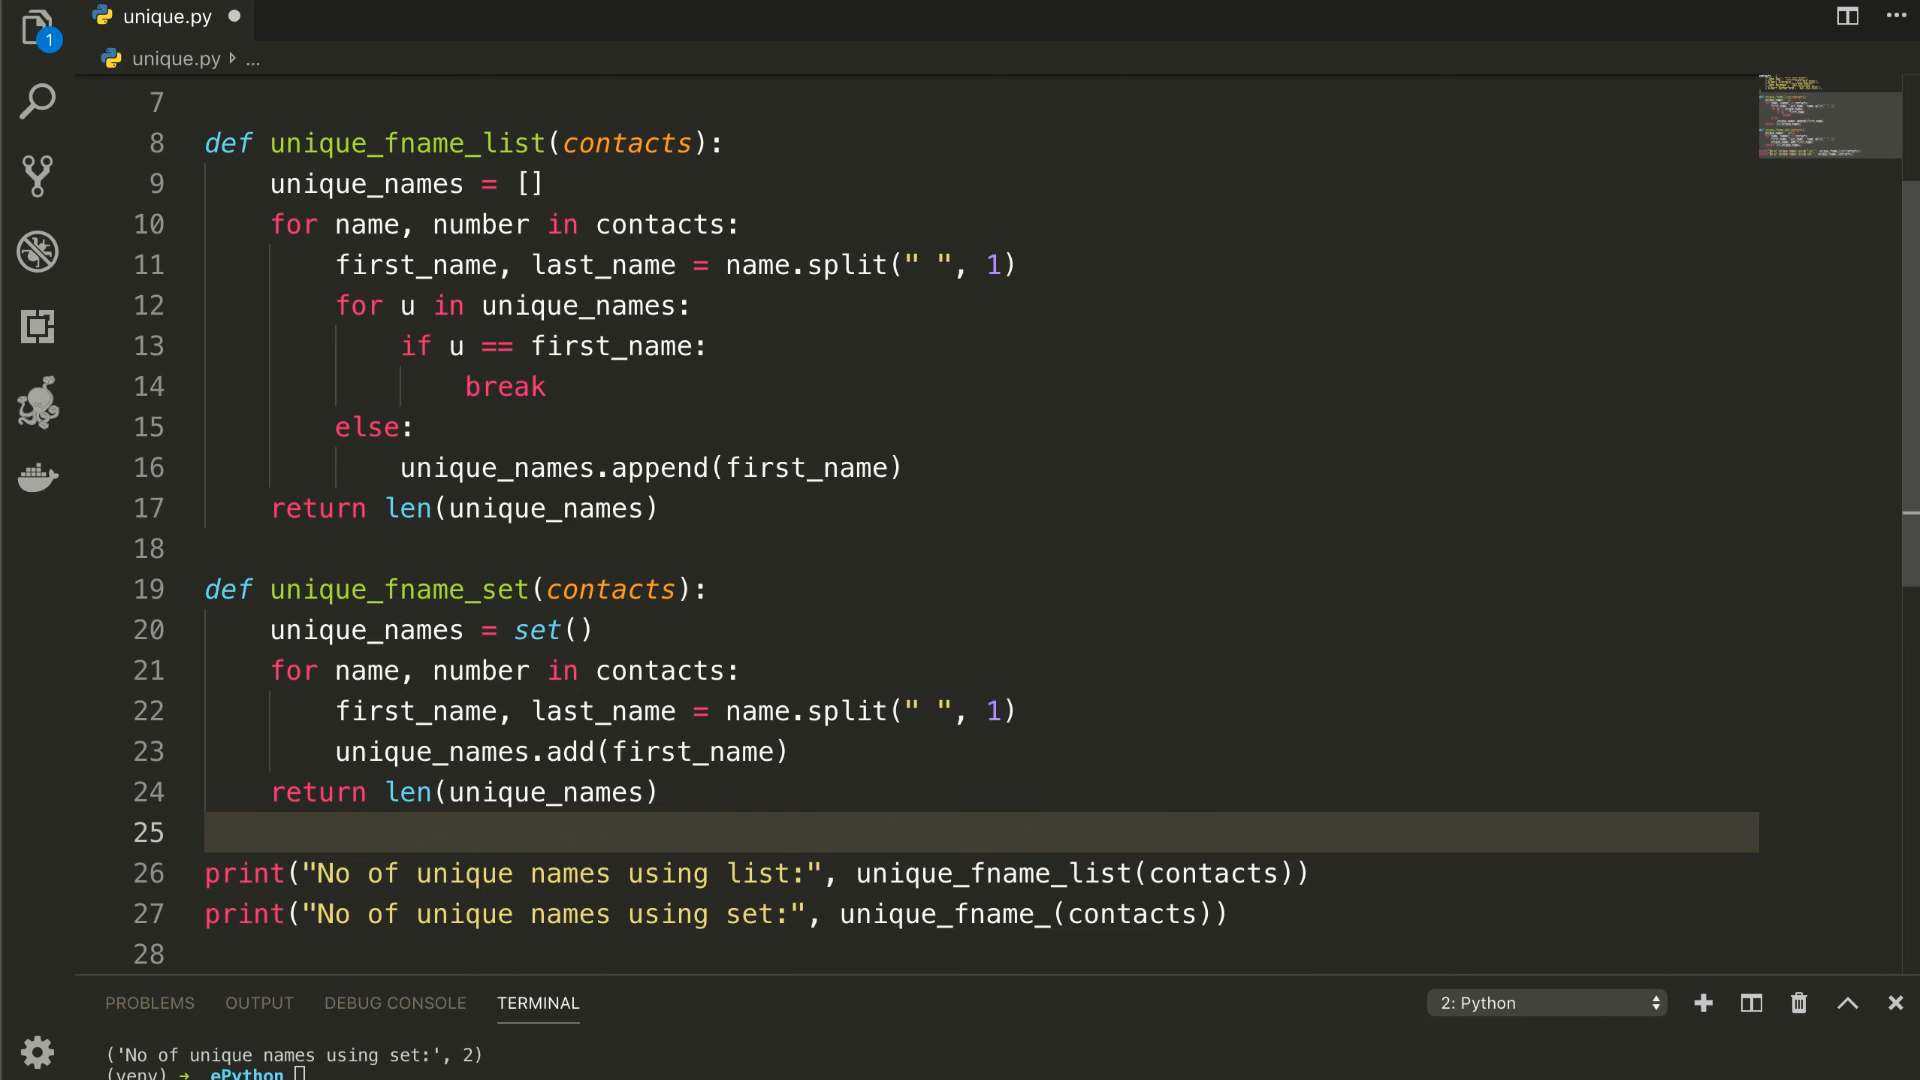 1
unique.py
unique.py ...
7
8 def unique_fname_list(contacts):
9 unique_names = []
10 for name, number in contacts:
11 first_name, last_name = name.split(" ", 1)
12 for u in unique_names:
13 if u == first_name:
14 break
15 else:
16 unique_names.append(first_name)
17 return len(unique_names)
18
19 def unique_fname_set(contacts):
20 unique_names = set()
21 for name, number in contacts:
22 first_name, last_name = name.split(" ", 1)
23 unique_names.add(first_name)
24 return len(unique_names)
25
26 print("No of unique names using list:", unique_fname_list(contacts))
27 print("No of unique names using set:", unique_fname_(contacts))
28
PROBLEMS OUTPUT DEBUG CONSOLE TERMINAL 2: Python
('No of unique names using set:', 2)
(venv) → ePython